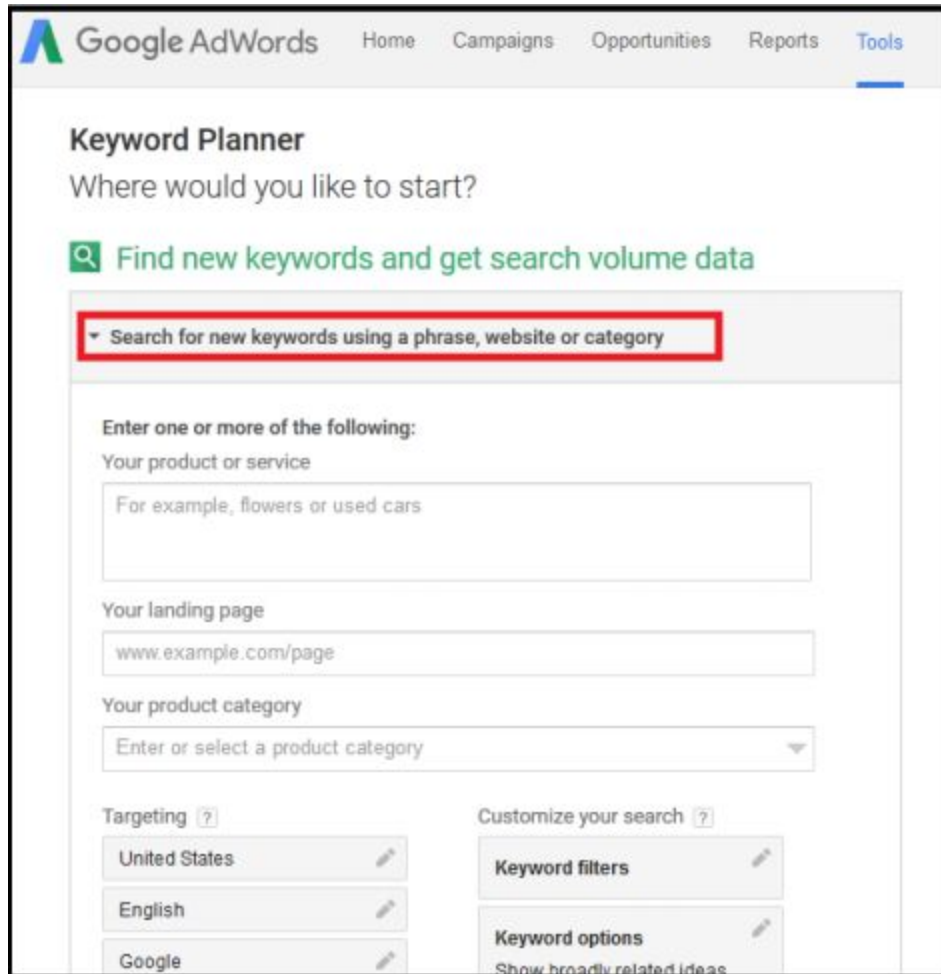 Google AdWords Home Campaigns Opportunities Reports Tools
Keyword Planner
Where would you like to start?
Find new keywords and get search volume data
Search for new keywords using a phrase, website or category
Enter one or more of the following:
Your product or service
For example, flowers or used cars
Your landing page
www.example.com/page
Your product category
Enter or select a product category
Targeting ? Customize your search ?
United States
Keyword filters
English
Keyword options
Google
Show broadly related ideas